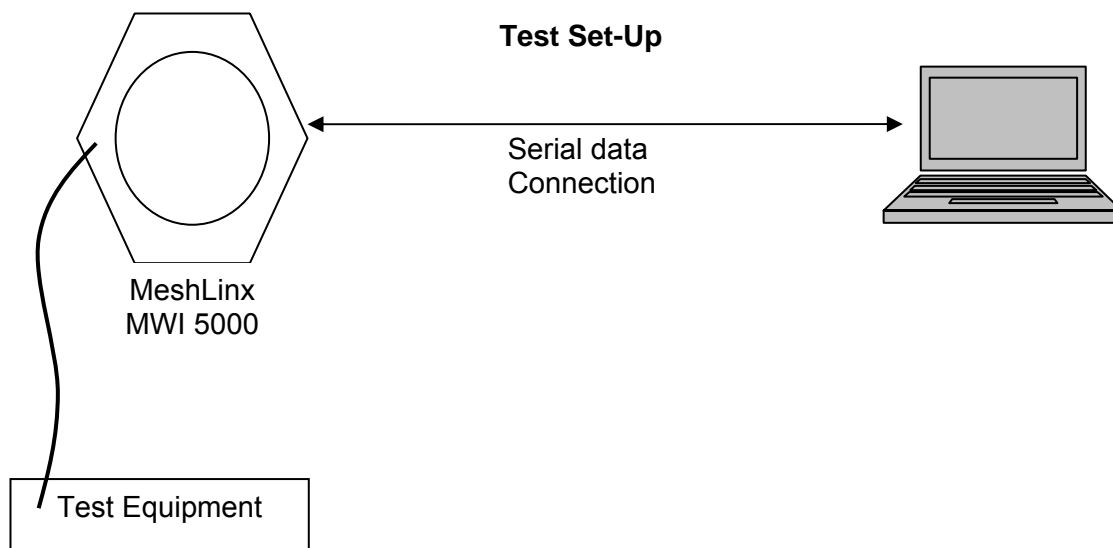 Test Set-Up
Serial data
Connection
MeshLinx
MWI 5000
Test Equipment